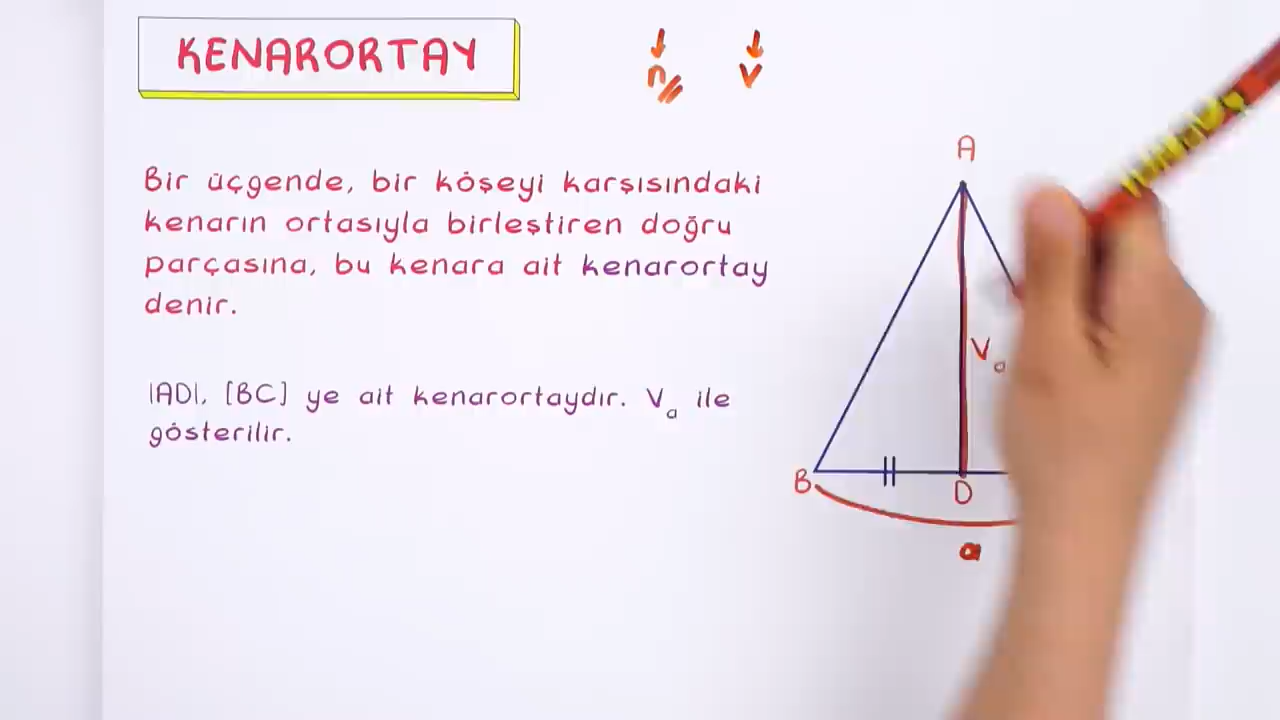 KENARORTAY
n
V
Bir üçgende, bir köşeyi karşısındaki
kenarın ortasıyla birleştiren doğru
parçasına, bu kenara ait kenarortay
denir.
|AD|, [BC] ye ait kenarortaydır. Va ile
gösterilir.
A
Va
B
D
a